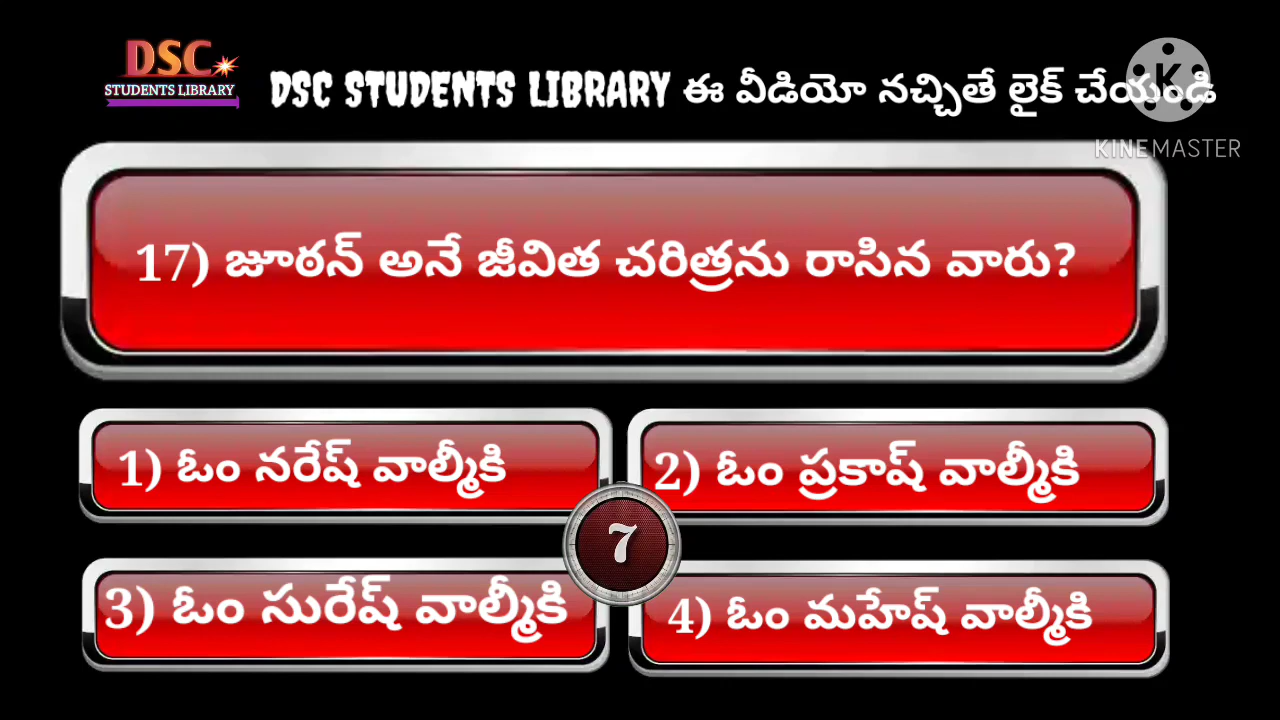 DSC
STUDENTS LIBRARY
DSC STUDENTS LIBRARY ఈ వీడియో నచ్చితే లైక్ చేయండి
K
KINEMASTER
17) జూఠన్ అనే జీవిత చరిత్రను రాసిన వారు?
1) ఓం నరేష్ వాల్మీకి
2) ఓం ప్రకాష్ వాల్మీకి
7
3) ఓం సురేష్ వాల్మీకి
4) ఓం మహేష్ వాల్మీకి